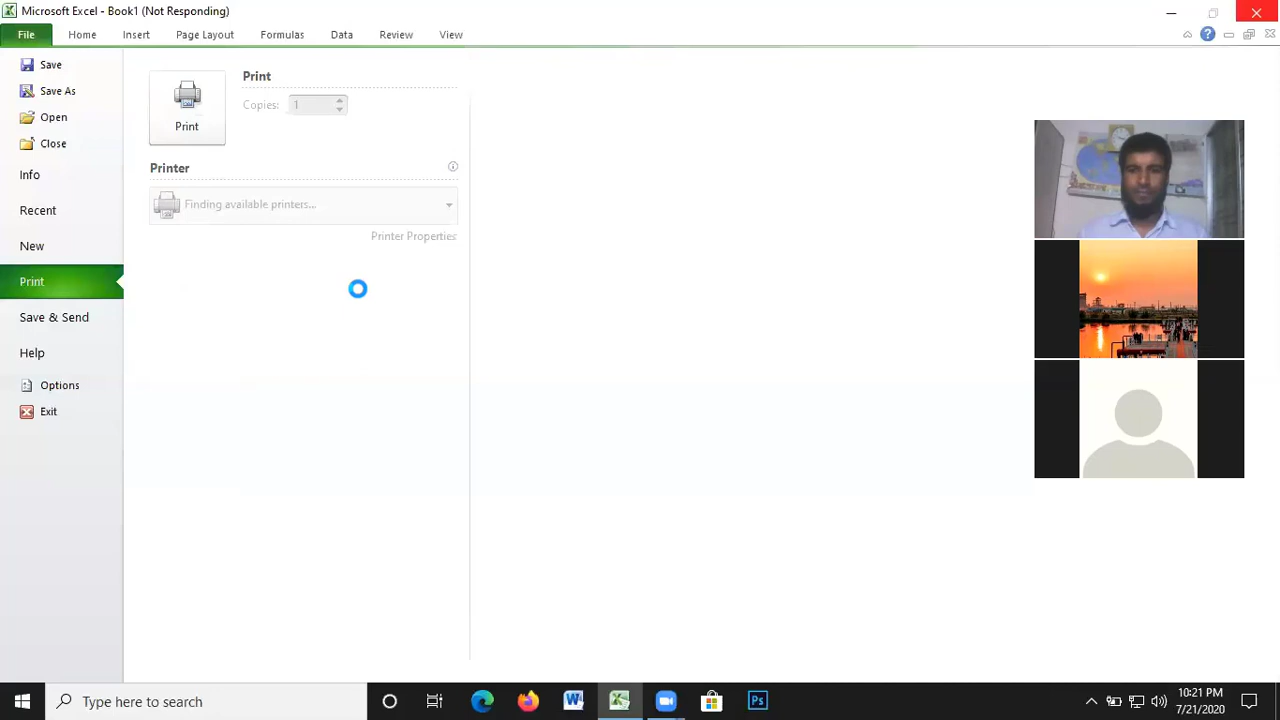 Microsoft Excel - Book1 (Not Responding)
File Home Insert Page Layout Formulas Data Review View
Save
Save As
Open
Close
Info
Recent
New
Print
Save & Send
Help
Options
Exit
Print
Print
Copies: 1
Printer
Finding available printers...
Printer Properties
Type here to search
10:21 PM
7/21/2020